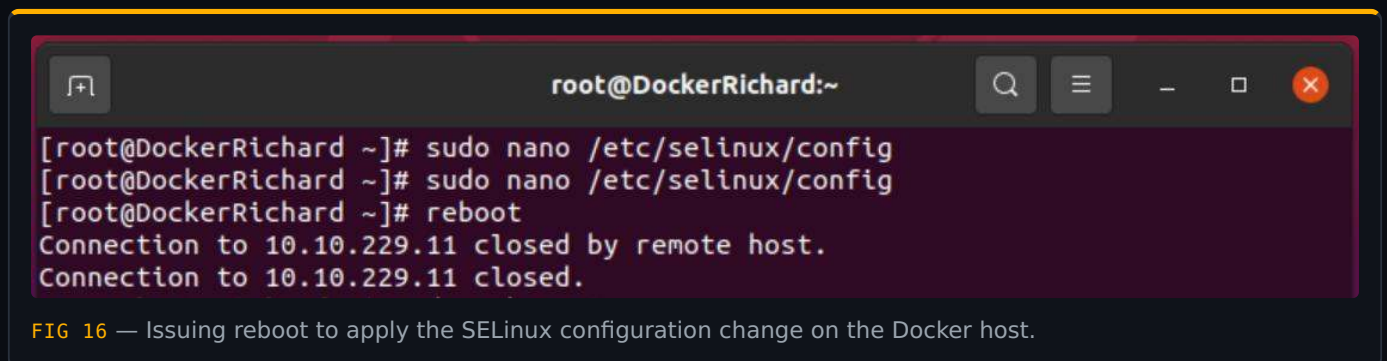 root@DockerRichard:~
[root@DockerRichard ~]# sudo nano /etc/selinux/config
[root@DockerRichard ~]# sudo nano /etc/selinux/config
[root@DockerRichard ~]# reboot
Connection to 10.10.229.11 closed by remote host.
Connection to 10.10.229.11 closed.
FIG 16 — Issuing reboot to apply the SELinux configuration change on the Docker host.